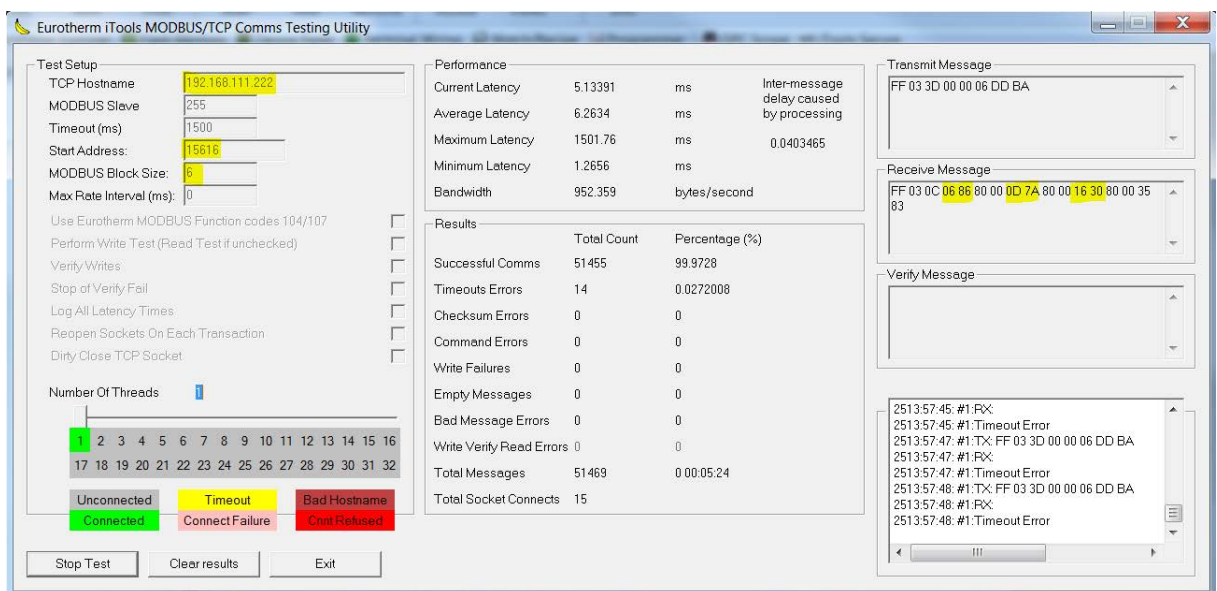 Eurotherm iTools MODBUS/TCP Comms Testing Utility
Test Setup
TCP Hostname 192.168.111.222
MODBUS Slave 255
Timeout (ms) 1500
Start Address: 15616
MODBUS Block Size: 6
Max Rate Interval (ms): 0
Use Eurotherm MODBUS Function codes 104/107
Perform Write Test (Read Test if unchecked)
Verify Writes
Stop of Verify Fail
Log All Latency Times
Reopen Sockets On Each Transaction
Dirty Close TCP Socket
Number Of Threads 1
1 2 3 4 5 6 7 8 9 10 11 12 13 14 15 16
17 18 19 20 21 22 23 24 25 26 27 28 29 30 31 32
Unconnected Timeout Bad Hostname
Connected Connect Failure Cnnt Refused
Stop Test Clear results Exit
Performance
Current Latency 5.13391 ms
Average Latency 6.2634 ms
Maximum Latency 1501.76 ms
Minimum Latency 1.2656 ms
Bandwidth 952.359 bytes/second
Inter-message
delay caused
by processing
0.0403465
Results
Total Count Percentage (%)
Successful Comms 51455 99.9728
Timeouts Errors 14 0.0272008
Checksum Errors 0 0
Command Errors 0 0
Write Failures 0 0
Empty Messages 0 0
Bad Message Errors 0 0
Write Verify Read Errors 0 0
Total Messages 51469 0 00:05:24
Total Socket Connects 15
Transmit Message
FF 03 3D 00 00 06 DD BA
Receive Message
FF 03 0C 06 86 80 00 0D 7A 80 00 16 30 80 00 35
83
Verify Message
2513:57:45: #1:RX:
2513:57:45: #1:Timeout Error
2513:57:47: #1:TX: FF 03 3D 00 00 06 DD BA
2513:57:47: #1:RX:
2513:57:47: #1:Timeout Error
2513:57:48: #1:TX: FF 03 3D 00 00 06 DD BA
2513:57:48: #1:RX:
2513:57:48: #1:Timeout Error